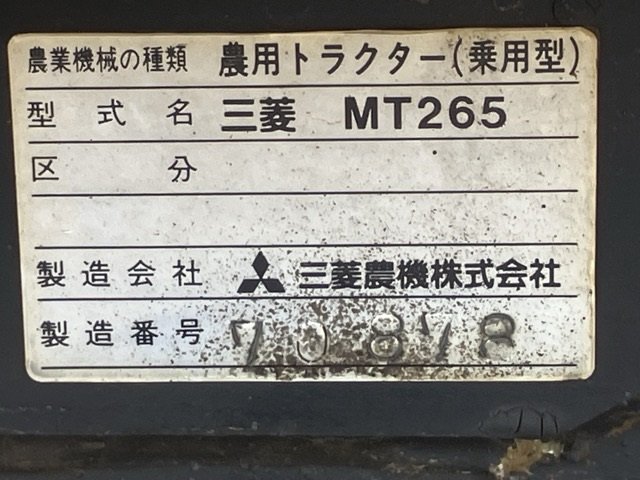 農業機械の種類 農用トラクター(乗用型)
型式名 三菱 MT265
区分
製造会社 三菱農機株式会社
製造番号 70878